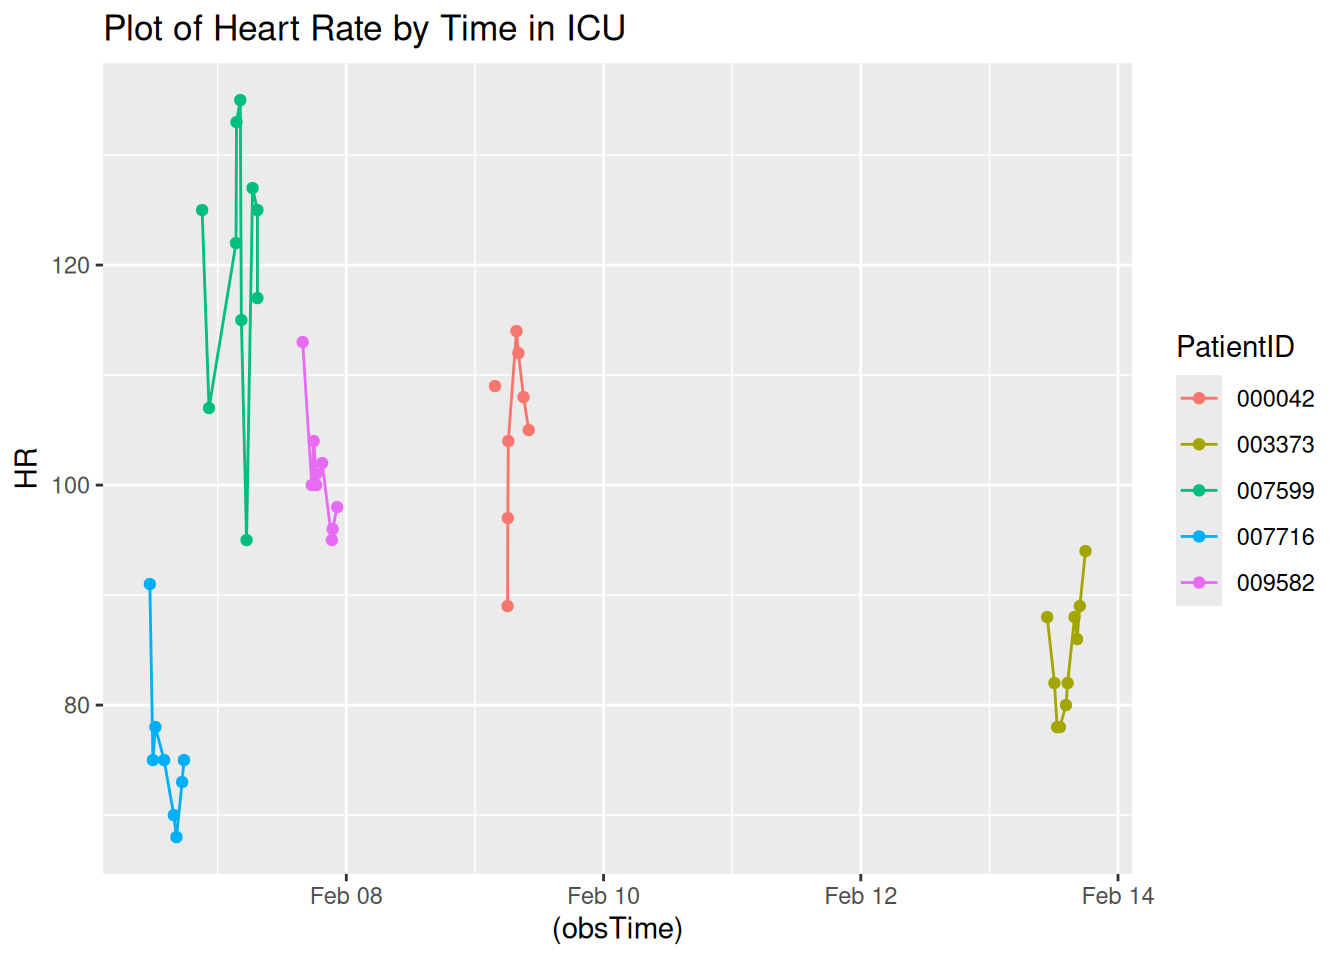 Plot of Heart Rate by Time in ICU
120
100
80
HR
Feb 08
Feb 10
Feb 12
Feb 14
(obsTime)
PatientID
000042
003373
007599
007716
009582